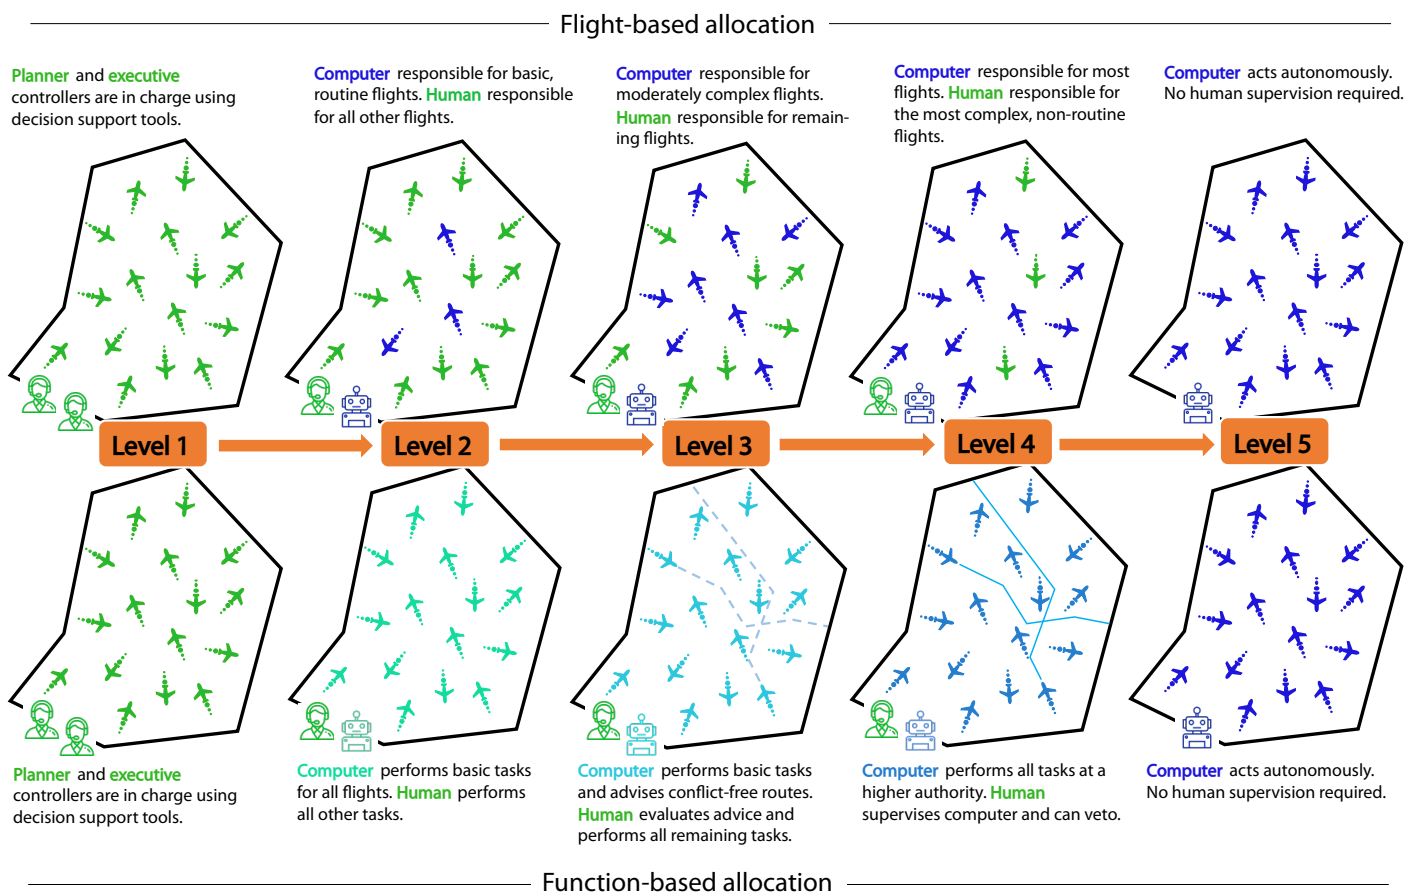 Flight-based allocation
Planner and executive
controllers are in charge using
decision support tools.
Computer responsible for basic,
routine flights. Human responsible
for all other flights.
Computer responsible for
moderately complex flights.
Human responsible for remain-
ing flights.
Computer responsible for most
flights. Human responsible for
the most complex, non-routine
flights.
Computer acts autonomously.
No human supervision required.
Level 1
Level 2
Level 3
Level 4
Level 5
Planner and executive
controllers are in charge using
decision support tools.
Computer performs basic tasks
for all flights. Human performs
all other tasks.
Computer performs basic tasks
and advises conflict-free routes.
Human evaluates advice and
performs all remaining tasks.
Computer performs all tasks at a
higher authority. Human
supervises computer and can veto.
Computer acts autonomously.
No human supervision required.
Function-based allocation